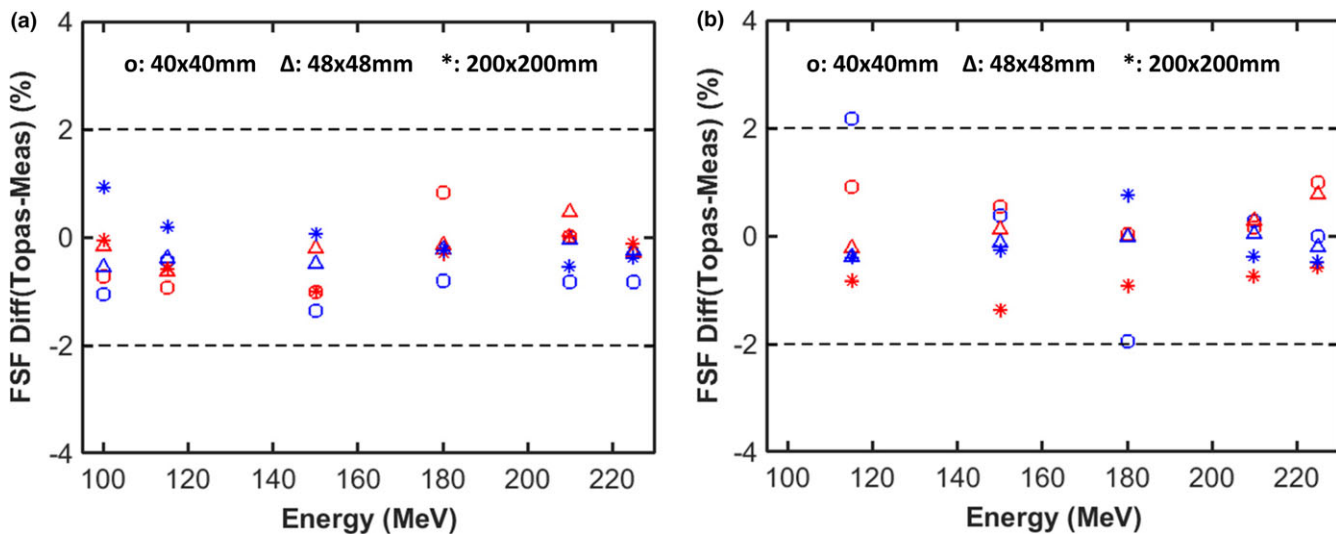 (a)
o: 40x40mm Δ: 48x48mm *: 200x200mm
FSF Diff(Topas-Meas) (%)
4
2
0
-2
-4
100 120 140 160 180 200 220
Energy (MeV)
(b)
o: 40x40mm Δ: 48x48mm *: 200x200mm
FSF Diff(Topas-Meas) (%)
4
2
0
-2
-4
100 120 140 160 180 200 220
Energy (MeV)